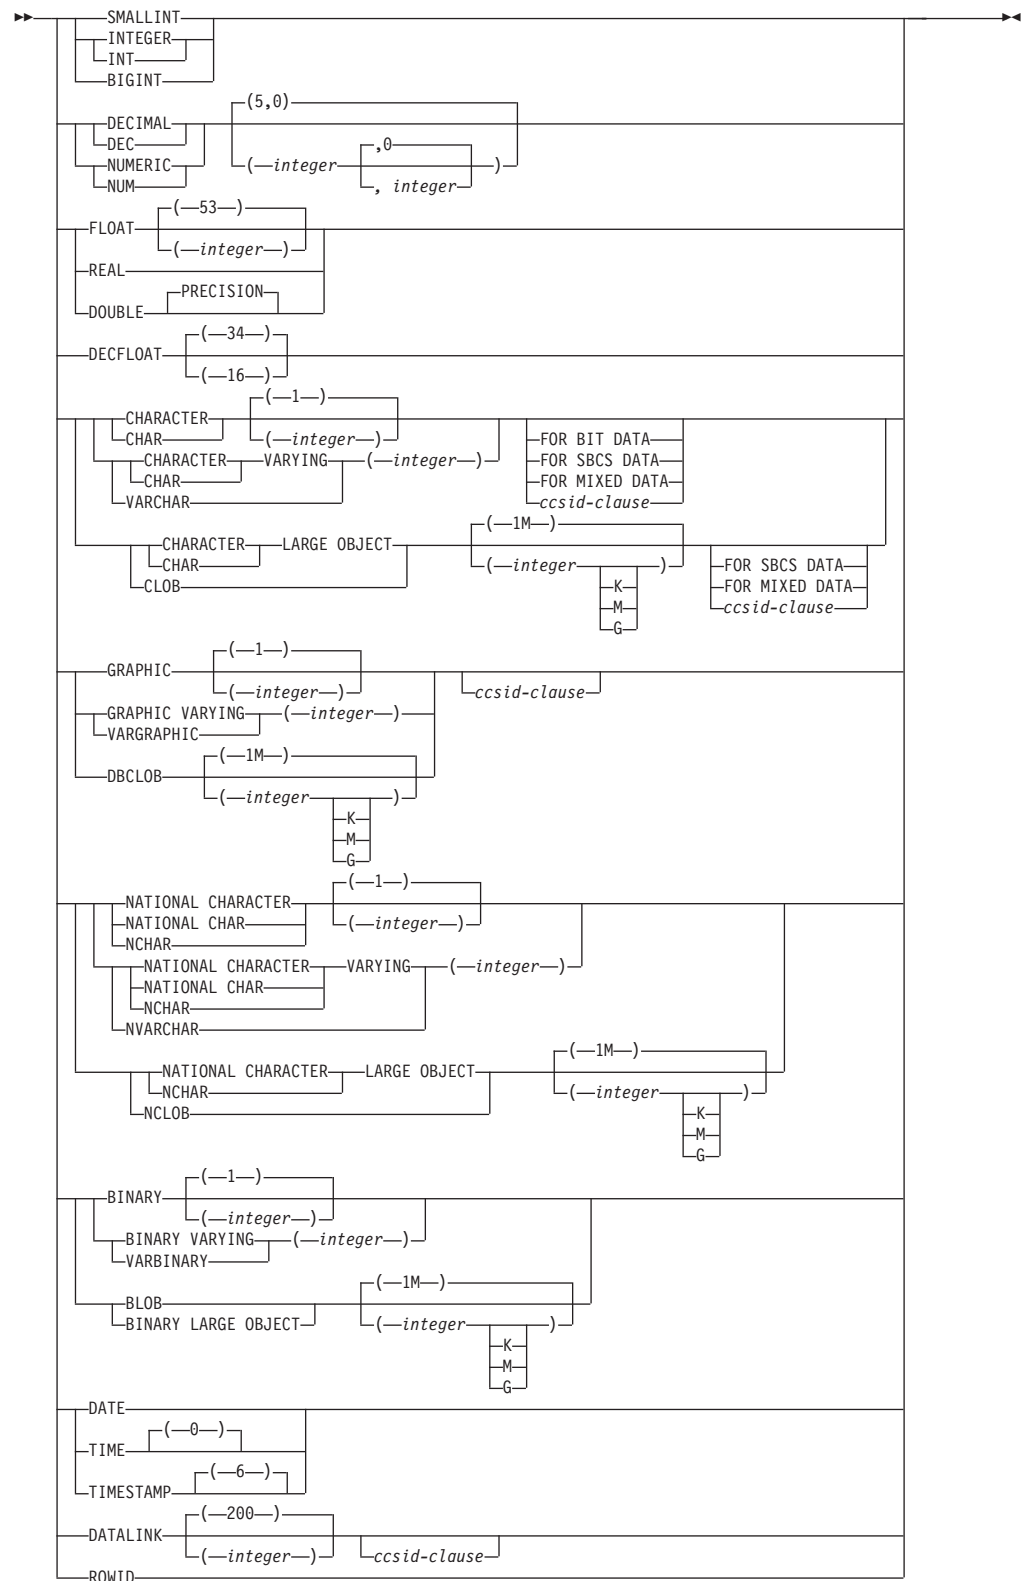 SMALLINT
INTEGER
INT
BIGINT
(5,0)
DECIMAL
DEC ,0
NUMERIC ( integer )
NUM , integer
( 53 )
FLOAT
( integer )
REAL
PRECISION
DOUBLE
( 34 )
DECFLOAT
( 16 )
( 1 )
CHARACTER
CHAR ( integer ) FOR BIT DATA
CHARACTER VARYING ( integer ) FOR SBCS DATA
CHAR FOR MIXED DATA
VARCHAR ccsid-clause
( 1M )
CHARACTER LARGE OBJECT
CHAR ( integer ) FOR SBCS DATA
CLOB K FOR MIXED DATA
M ccsid-clause
G
( 1 )
GRAPHIC
( integer ) ccsid-clause
GRAPHIC VARYING ( integer )
VARGRAPHIC
( 1M )
DBCLOB
( integer )
K
M
G
( 1 )
NATIONAL CHARACTER
NATIONAL CHAR ( integer )
NCHAR
NATIONAL CHARACTER VARYING ( integer )
NATIONAL CHAR
NCHAR
NVARCHAR
( 1M )
NATIONAL CHARACTER LARGE OBJECT
NCHAR ( integer )
NCLOB K
M
G
( 1 )
BINARY
( integer )
BINARY VARYING ( integer )
VARBINARY
( 1M )
BLOB
BINARY LARGE OBJECT ( integer )
K
M
G
DATE
( 0 )
TIME
( 6 )
TIMESTAMP
( 200 )
DATALINK
( integer ) ccsid-clause
ROWID